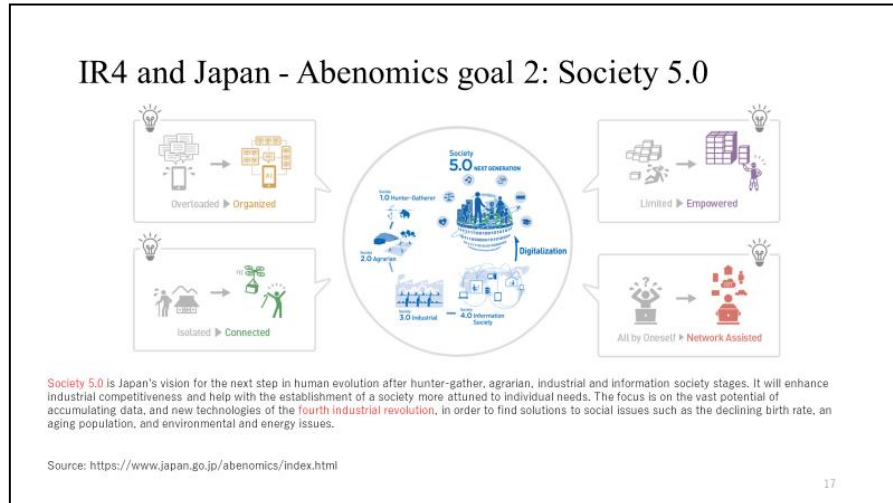 IR4 and Japan - Abenomics goal 2: Society 5.0
Overloaded ▶ Organized
AI
Isolated ▶ Connected
Society
5.0 NEXT GENERATION
Society
1.0 Hunter-Gatherer
Society
2.0 Agrarian
Society
3.0 Industrial
Society
4.0 Information
Society
Digitalization
Limited ▶ Empowered
?
All by Oneself ▶ Network Assisted
Society 5.0 is Japan's vision for the next step in human evolution after hunter-gather, agrarian, industrial and information society stages. It will enhance
industrial competitiveness and help with the establishment of a society more attuned to individual needs. The focus is on the vast potential of
accumulating data, and new technologies of the fourth industrial revolution, in order to find solutions to social issues such as the declining birth rate, an
aging population, and environmental and energy issues.
Source: https://www.japan.go.jp/abenomics/index.html
17